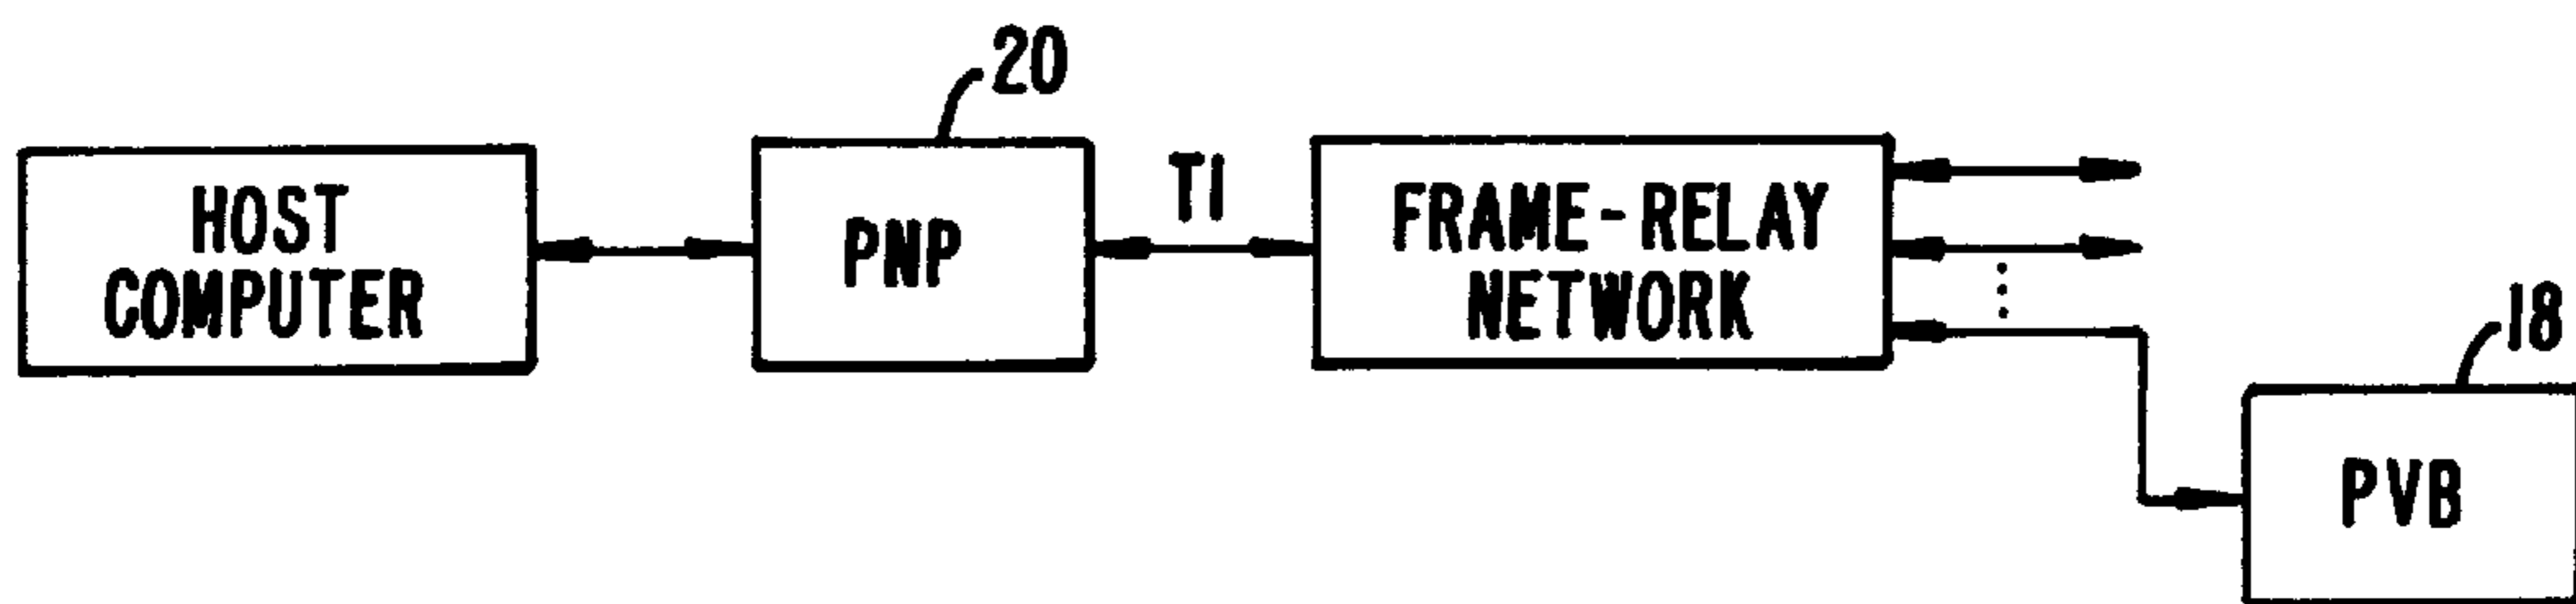 20
HOST
COMPUTER
PNP
T1
FRAME-RELAY
NETWORK
18
PVB